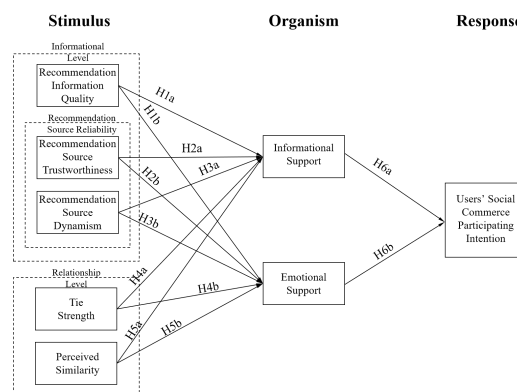 Stimulus
Organism
Respons
Informational
Level
Recommendation
Information
Quality
Recommendation
Source Reliability
Recommendation
Source
Trustworthiness
Recommendation
Source
Dynamism
Relationship
Level
Tie
Strength
Perceived
Similarity
H1a
H1b
H2a
H2b
H3a
H3b
H4a
H4b
H5a
H5b
Informational
Support
Emotional
Support
H6a
H6b
Users' Social
Commerce
Participating
Intention